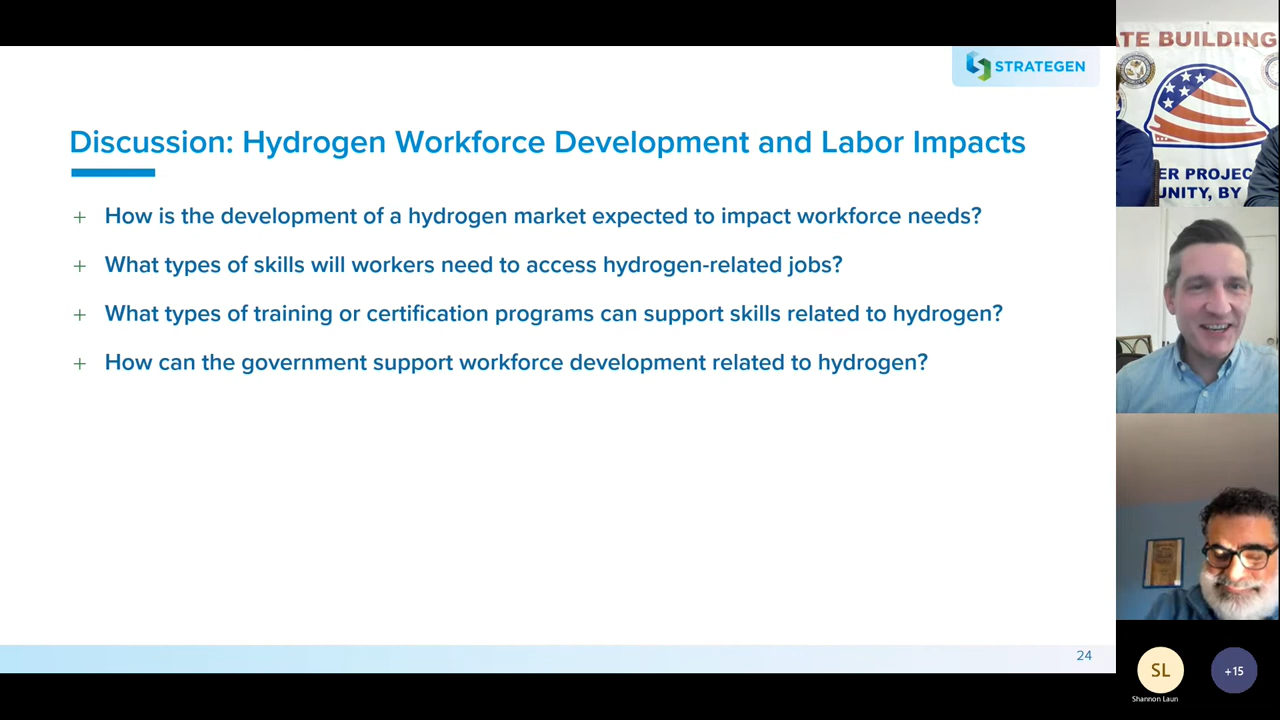 STRATEGEN
Discussion: Hydrogen Workforce Development and Labor Impacts
+ How is the development of a hydrogen market expected to impact workforce needs?
+ What types of skills will workers need to access hydrogen-related jobs?
+ What types of training or certification programs can support skills related to hydrogen?
+ How can the government support workforce development related to hydrogen?
24
ATE BUILDING
ER PROJEC
UNITY, BY
SL
+15
Shannon Laun